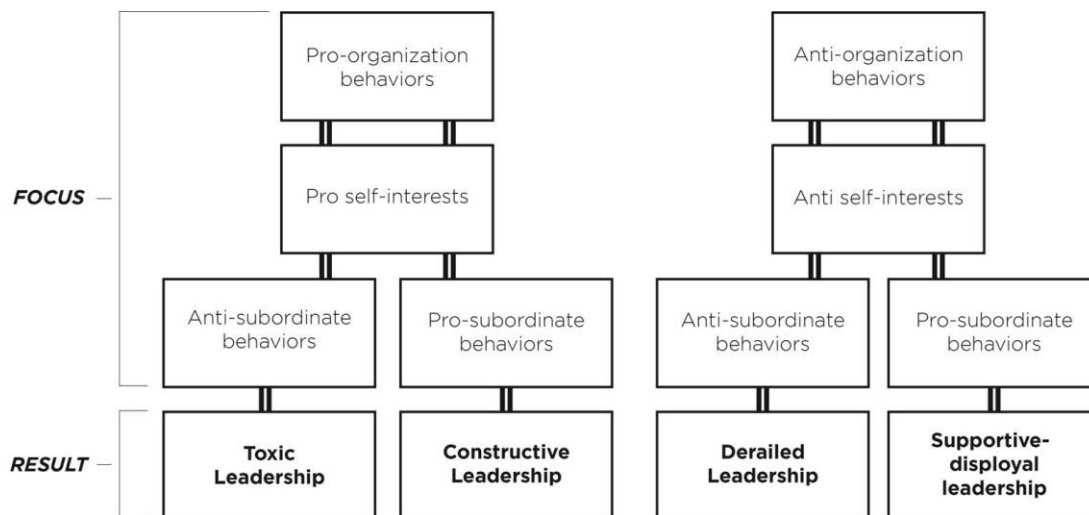 Pro-organization
behaviors
Anti-organization
behaviors
FOCUS
Pro self-interests
Anti self-interests
Anti-subordinate
behaviors
Pro-subordinate
behaviors
Anti-subordinate
behaviors
Pro-subordinate
behaviors
RESULT
Toxic
Leadership
Constructive
Leadership
Derailed
Leadership
Supportive-
disployal
leadership